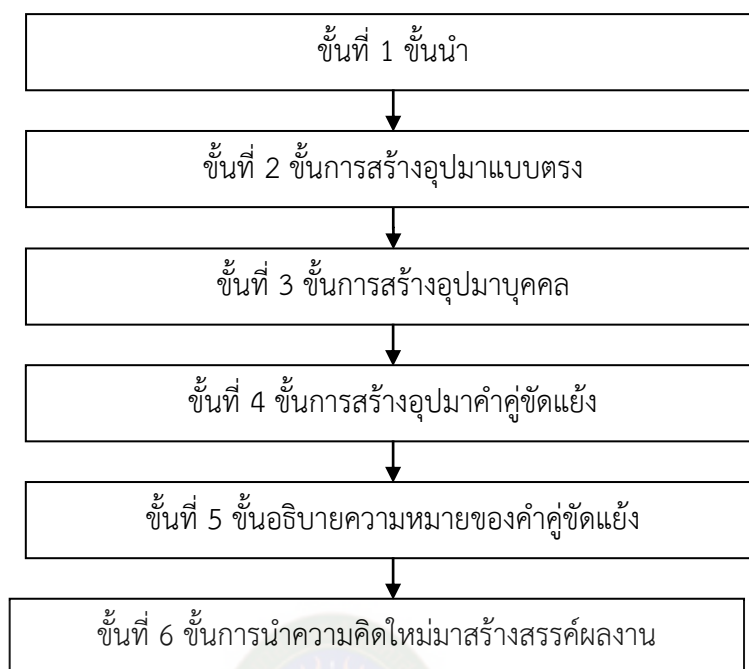 ขั้นที่ 1 ขั้นนำ
ขั้นที่ 2 ขั้นการสร้างอุปมาแบบตรง
ขั้นที่ 3 ขั้นการสร้างอุปมาบุคคล
ขั้นที่ 4 ขั้นการสร้างอุปมาคำคู่ขัดแย้ง
ขั้นที่ 5 ขั้นอธิบายความหมายของคำคู่ขัดแย้ง
ขั้นที่ 6 ขั้นการนำความคิดใหม่มาสร้างสรรค์ผลงาน